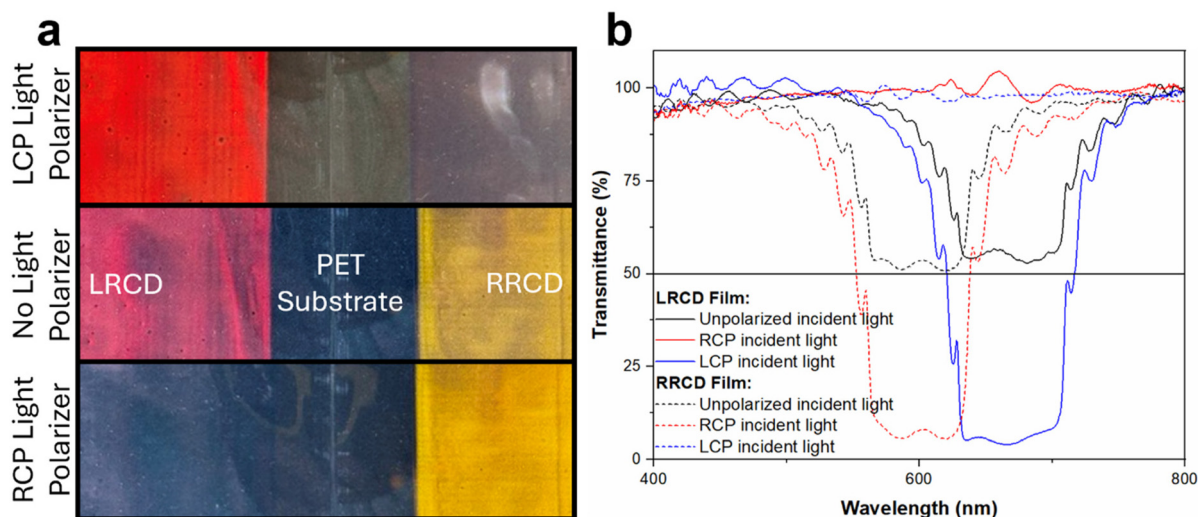 a
LCP Light
Polarizer
No Light
Polarizer
RCP Light
Polarizer
LRCD
PET
Substrate
RRCD
b
Transmittance (%)
100
75
50
25
0
LRCD Film:
Unpolarized incident light
RCP incident light
LCP incident light
RRCD Film:
Unpolarized incident light
RCP incident light
LCP incident light
400
600
800
Wavelength (nm)